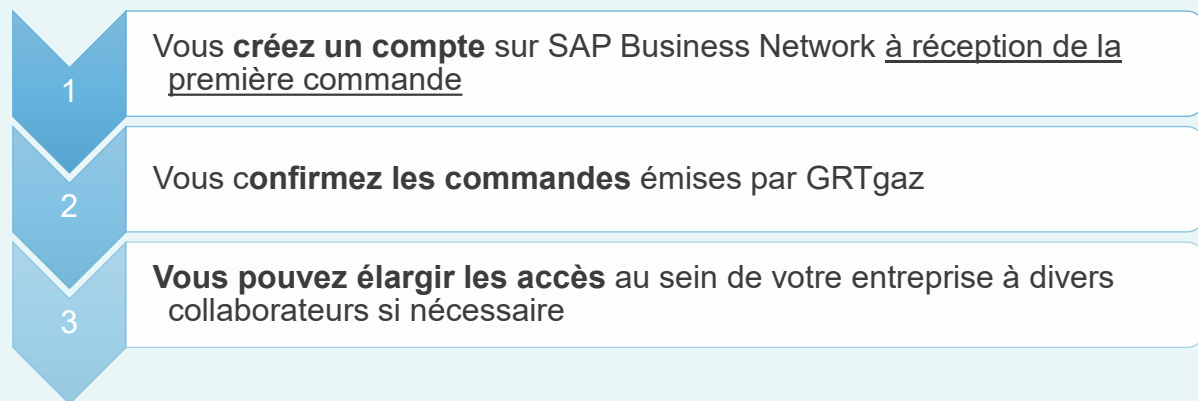 1
Vous créez un compte sur SAP Business Network à réception de la
première commande
2
Vous confirmez les commandes émises par GRTgaz
3
Vous pouvez élargir les accès au sein de votre entreprise à divers
collaborateurs si nécessaire